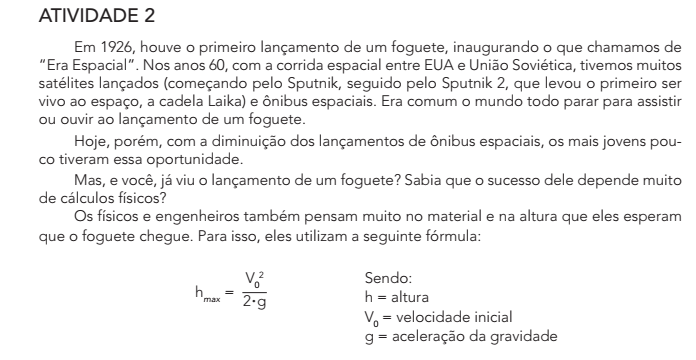 ATIVIDADE 2
Em 1926, houve o primeiro lançamento de um foguete, inaugurando o que chamamos de
“Era Espacial”. Nos anos 60, com a corrida espacial entre EUA e União Soviética, tivemos muitos
satélites lançados (começando pelo Sputnik, seguido pelo Sputnik 2, que levou o primeiro ser
vivo ao espaço, a cadela Laika) e ônibus espaciais. Era comum o mundo todo parar para assistir
ou ouvir ao lançamento de um foguete.
Hoje, porém, com a diminuição dos lançamentos de ônibus espaciais, os mais jovens pou-
co tiveram essa oportunidade.
Mas, e você, já viu o lançamento de um foguete? Sabia que o sucesso dele depende muito
de cálculos físicos?
Os físicos e engenheiros também pensam muito no material e na altura que eles esperam
que o foguete chegue. Para isso, eles utilizam a seguinte fórmula:
h_max = V₀² / 2·g
Sendo:
h = altura
V₀ = velocidade inicial
g = aceleração da gravidade